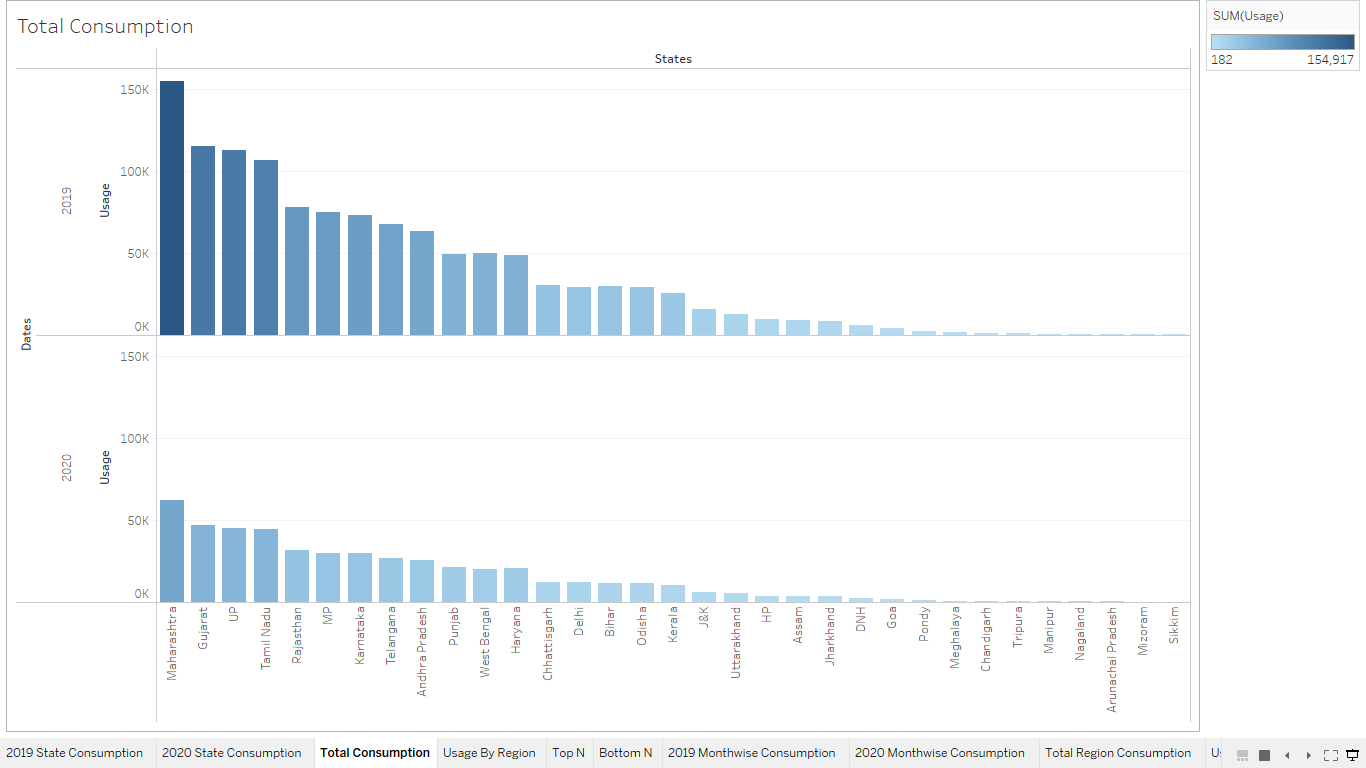 Total Consumption
SUM(Usage)
182
154,917
States
Dates
2019
Usage
150K
100K
50K
0K
2020
Usage
150K
100K
50K
0K
Maharashtra
Gujarat
UP
Tamil Nadu
Rajasthan
MP
Karnataka
Telangana
Andhra Pradesh
Punjab
West Bengal
Haryana
Chhattisgarh
Delhi
Bihar
Odisha
Kerala
J&K
Uttarakhand
HP
Assam
Jharkhand
DNH
Goa
Pondy
Meghalaya
Chandigarh
Tripura
Manipur
Nagaland
Arunachal Pradesh
Mizoram
Sikkim
2019 State Consumption
2020 State Consumption
Total Consumption
Usage By Region
Top N
Bottom N
2019 Monthwise Consumption
2020 Monthwise Consumption
Total Region Consumption